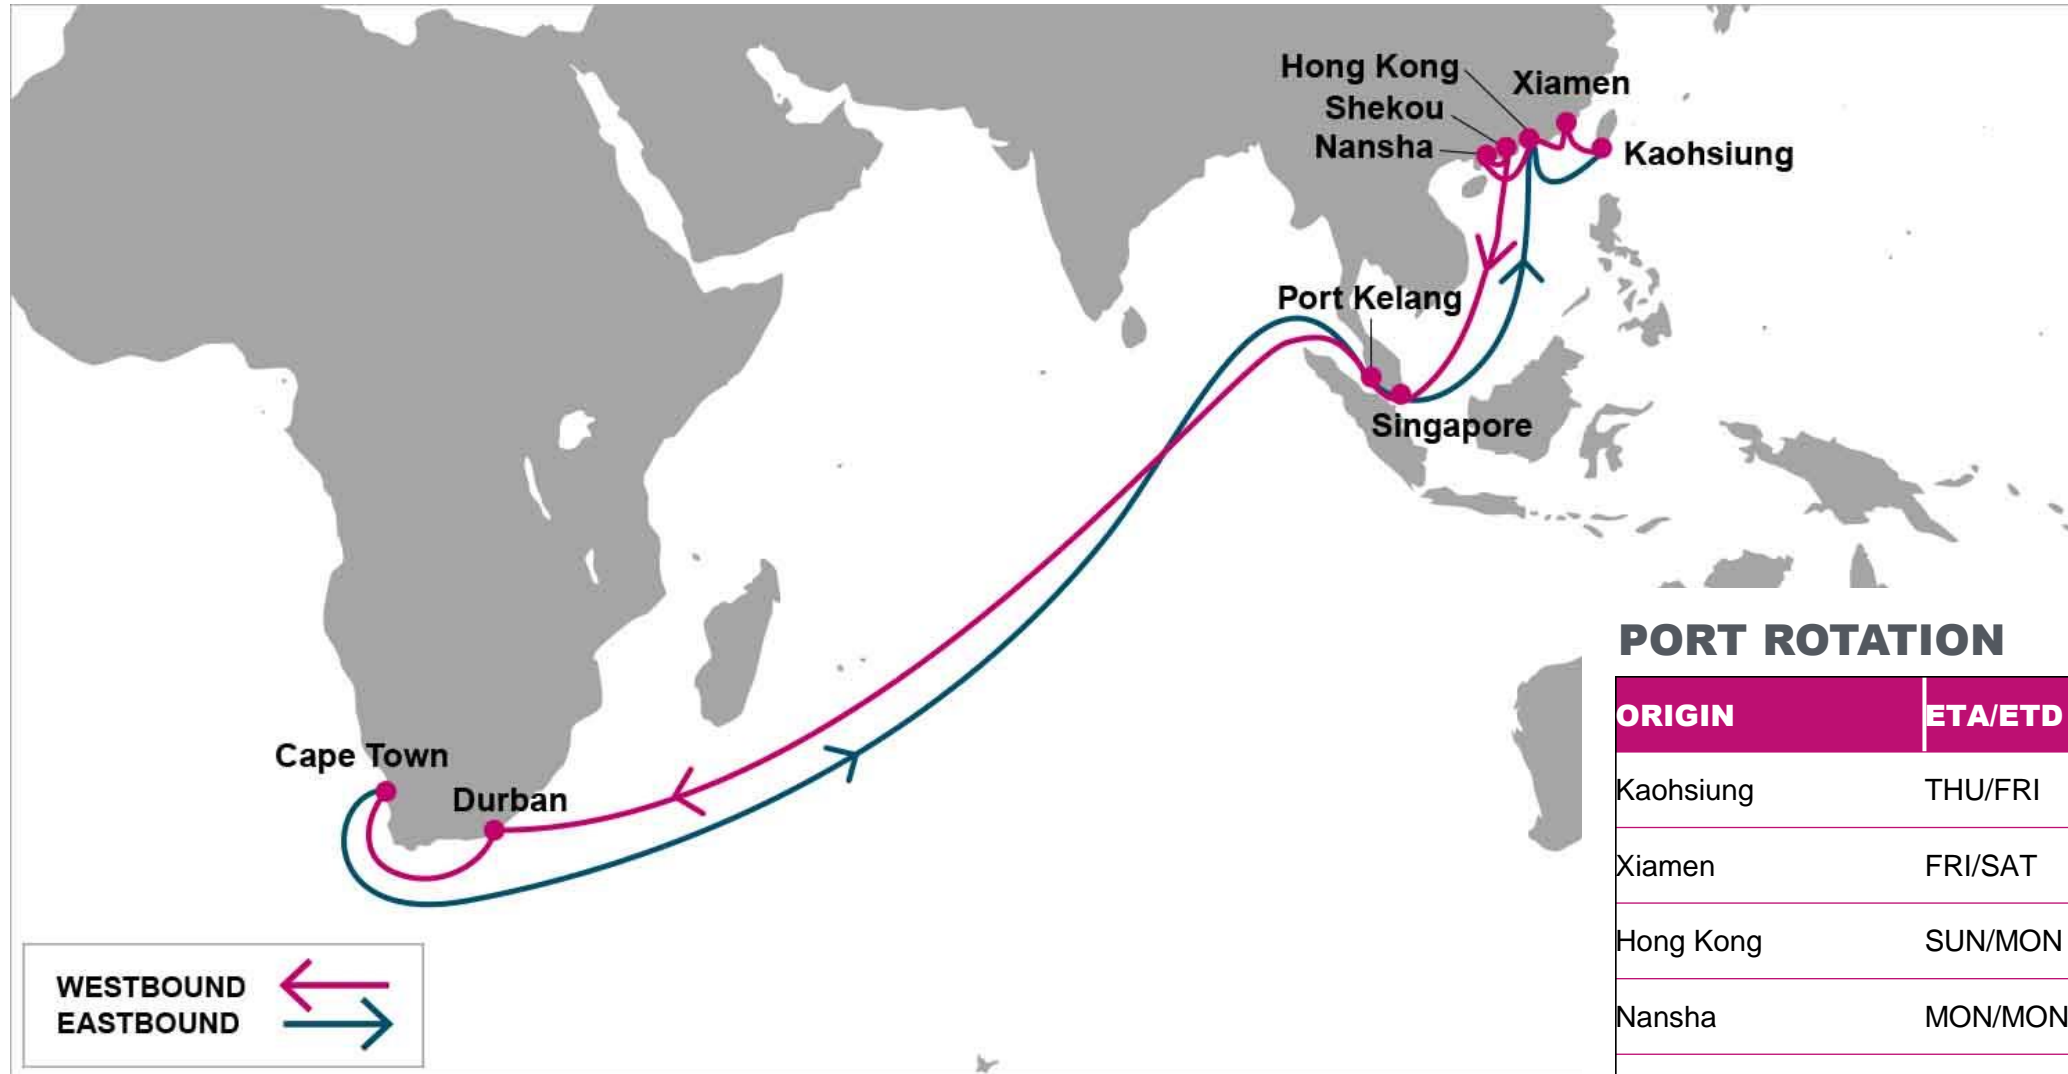 Hong Kong
Xiamen
Shekou
Nansha
Kaohsiung
Port Kelang
Singapore
Cape Town
Durban
WESTBOUND
EASTBOUND
PORT ROTATION
ORIGIN ETA/ETD
Kaohsiung THU/FRI
Xiamen FRI/SAT
Hong Kong SUN/MON
Nansha MON/MON